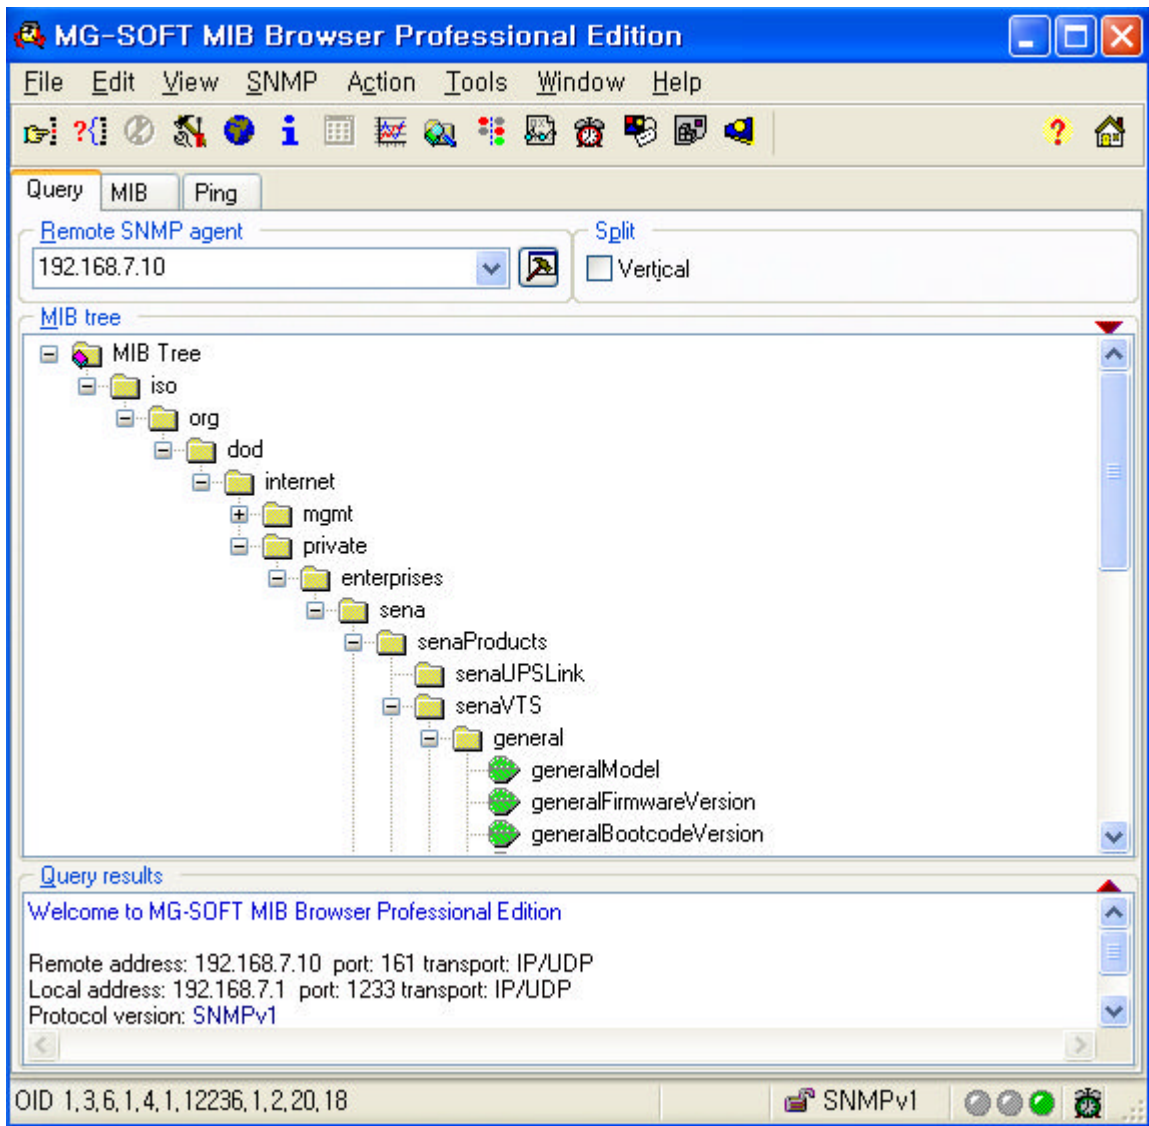 MG-SOFT MIB Browser Professional Edition
File Edit View SNMP Action Tools Window Help
Query MIB Ping
Remote SNMP agent
Split
192.168.7.10
Vertical
MIB tree
MIB Tree
iso
org
dod
internet
mgmt
private
enterprises
sena
senaProducts
senaUPSLink
senaVTS
general
generalModel
generalFirmwareVersion
generalBootcodeVersion
Query results
Welcome to MG-SOFT MIB Browser Professional Edition
Remote address: 192.168.7.10 port: 161 transport: IP/UDP
Local address: 192.168.7.1 port: 1233 transport: IP/UDP
Protocol version: SNMPv1
OID 1,3,6,1,4,1,12236,1,2,20,18 SNMPv1